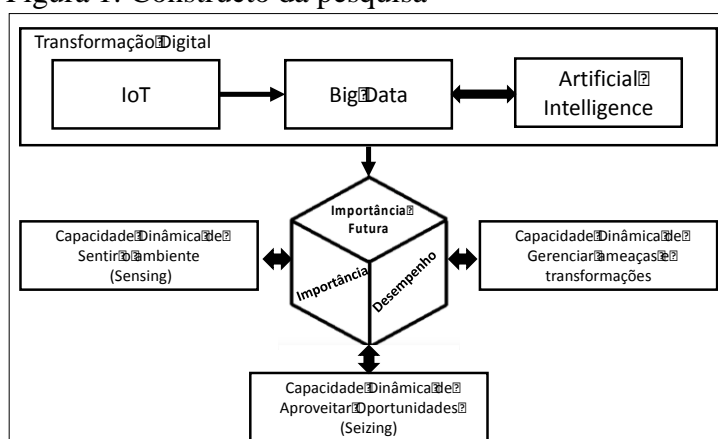 Figura 1: Constructo da pesquisa
Transformação Digital
IoT
Big Data
Artificial
Intelligence
Importância
Futura
Importância
Desempenho
Capacidade Dinâmica de
Sentir o ambiente
(Sensing)
Capacidade Dinâmica de
Gerenciar ameaças e
transformações
Capacidade Dinâmica de
Aproveitar Oportunidades
(Seizing)